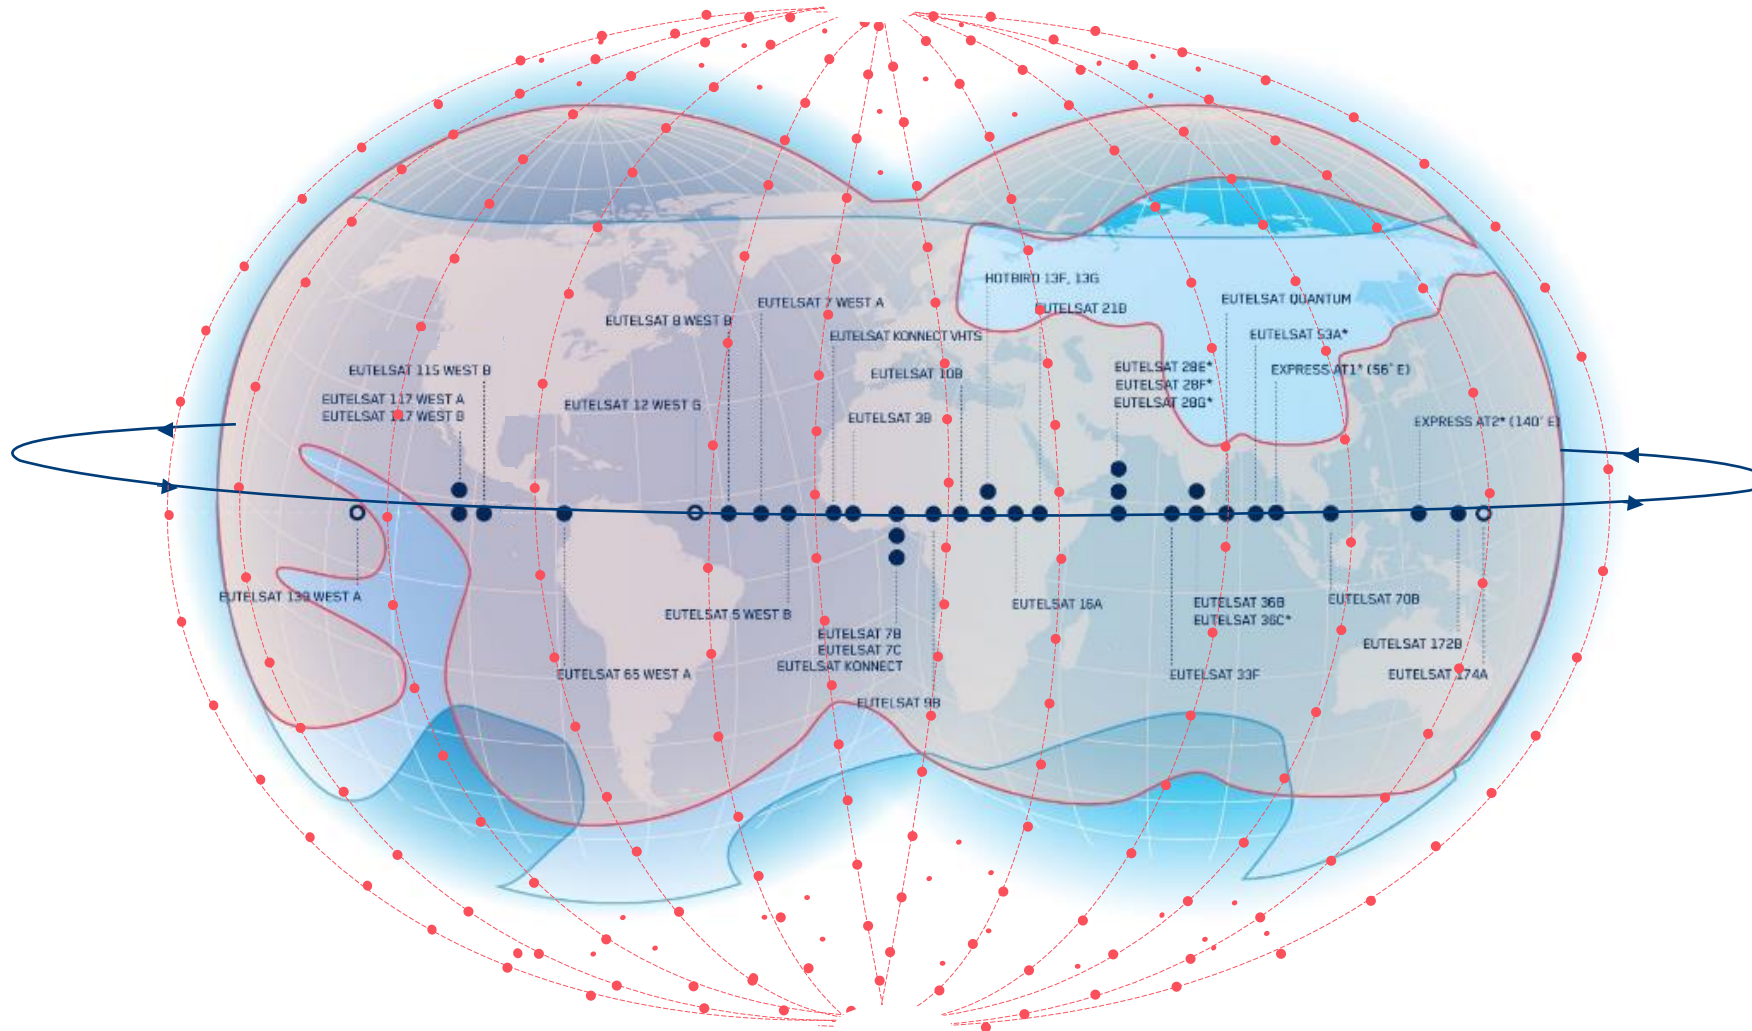 HOTBIRD 13F, 13G
EUTELSAT 7 WEST A
EUTELSAT 21B
EUTELSAT QUANTUM
EUTELSAT 8 WEST B
EUTELSAT KONNECT VHTS
EUTELSAT 53A*
EUTELSAT 115 WEST B
EUTELSAT 10B
EUTELSAT 28E*
EUTELSAT 28F*
EUTELSAT 28G*
EXPRESS AT1* (56° E)
EUTELSAT 117 WEST A
EUTELSAT 117 WEST B
EUTELSAT 12 WEST G
EUTELSAT 3B
EXPRESS AT2* (140° E)
EUTELSAT 139 WEST A
EUTELSAT 5 WEST B
EUTELSAT 16A
EUTELSAT 36B
EUTELSAT 36C*
EUTELSAT 70B
EUTELSAT 7B
EUTELSAT 7C
EUTELSAT KONNECT
EUTELSAT 172B
EUTELSAT 65 WEST A
EUTELSAT 33F
EUTELSAT 174A
EUTELSAT 9B